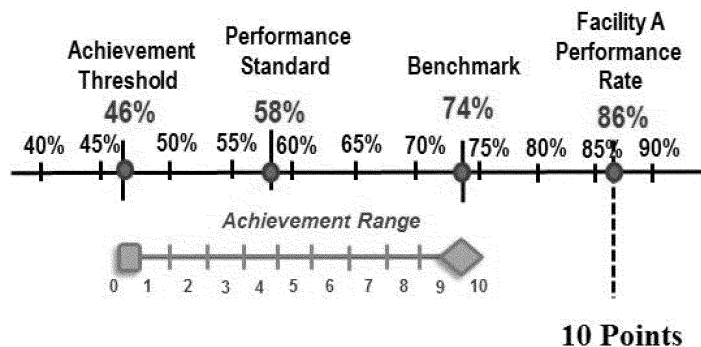 Achievement
Threshold
46%
Performance
Standard
58%
Benchmark
74%
Facility A
Performance
Rate
86%
40% 45% 50% 55% 60% 65% 70% 75% 80% 85% 90%
Achievement Range
0 1 2 3 4 5 6 7 8 9 10
10 Points